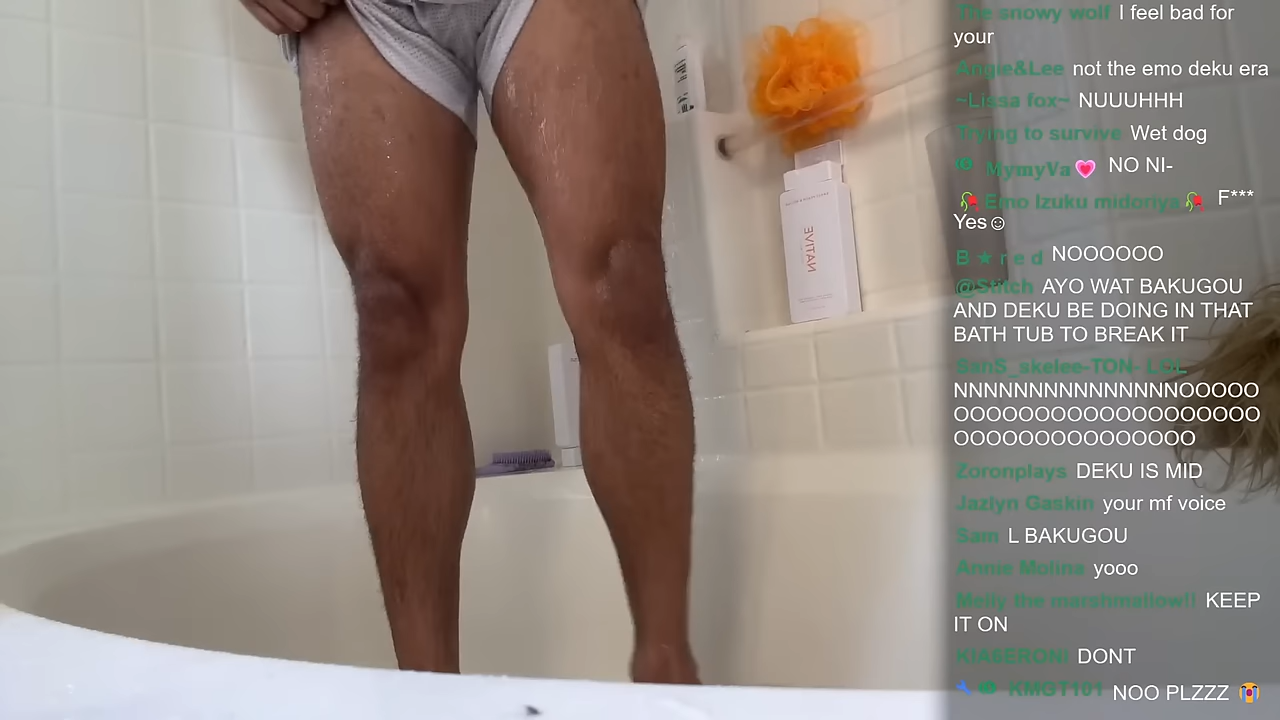 The snowy wolf I feel bad for
your
Angie&Lee not the emo deku era
~Lissa fox~ NUUUHHH
Trying to survive Wet dog
MymyVa💗 NO NI-
🥀Emo Izuku midoriya🥀 F***
Yes☺
B ★ r e d NOOOOOO
@Stitch AYO WAT BAKUGOU
AND DEKU BE DOING IN THAT
BATH TUB TO BREAK IT
SanS_skelee-TON- LOL
NNNNNNNNNNNNNNNOOOOO
OOOOOOOOOOOOOOOOOOO
OOOOOOOOOOOOOOO
Zoronplays DEKU IS MID
Jazlyn Gaskin your mf voice
Sam L BAKUGOU
Annie Molina yooo
Melly the marshmallow!! KEEP
IT ON
KIA6ERONI DONT
KMGT101 NOO PLZZZ 😭
NATIVE